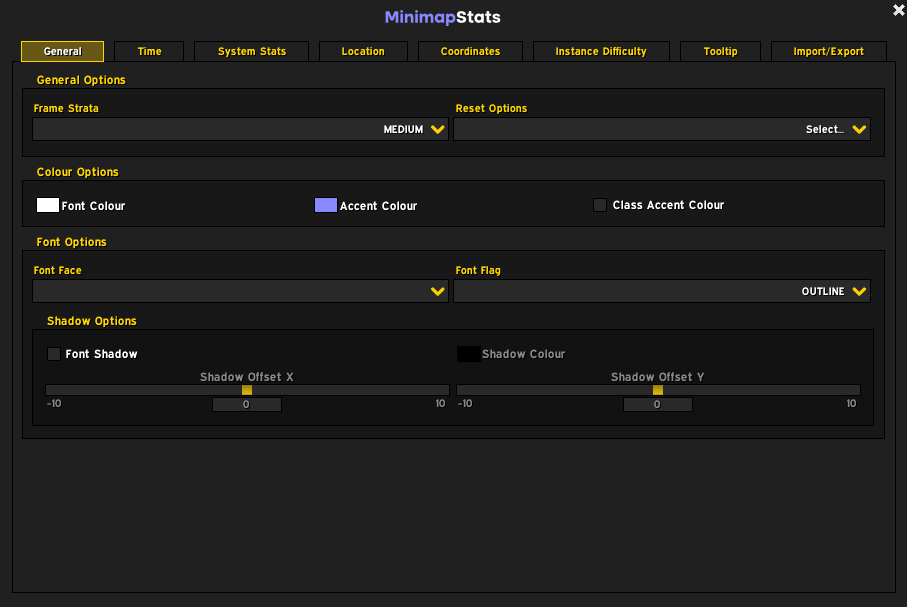 MinimapStats
General Time System Stats Location Coordinates Instance Difficulty Tooltip Import/Export
General Options
Frame Strata Reset Options
MEDIUM Select...
Colour Options
Font Colour Accent Colour Class Accent Colour
Font Options
Font Face Font Flag
OUTLINE
Shadow Options
Font Shadow Shadow Colour
Shadow Offset X Shadow Offset Y
-10 0 10 -10 0 10